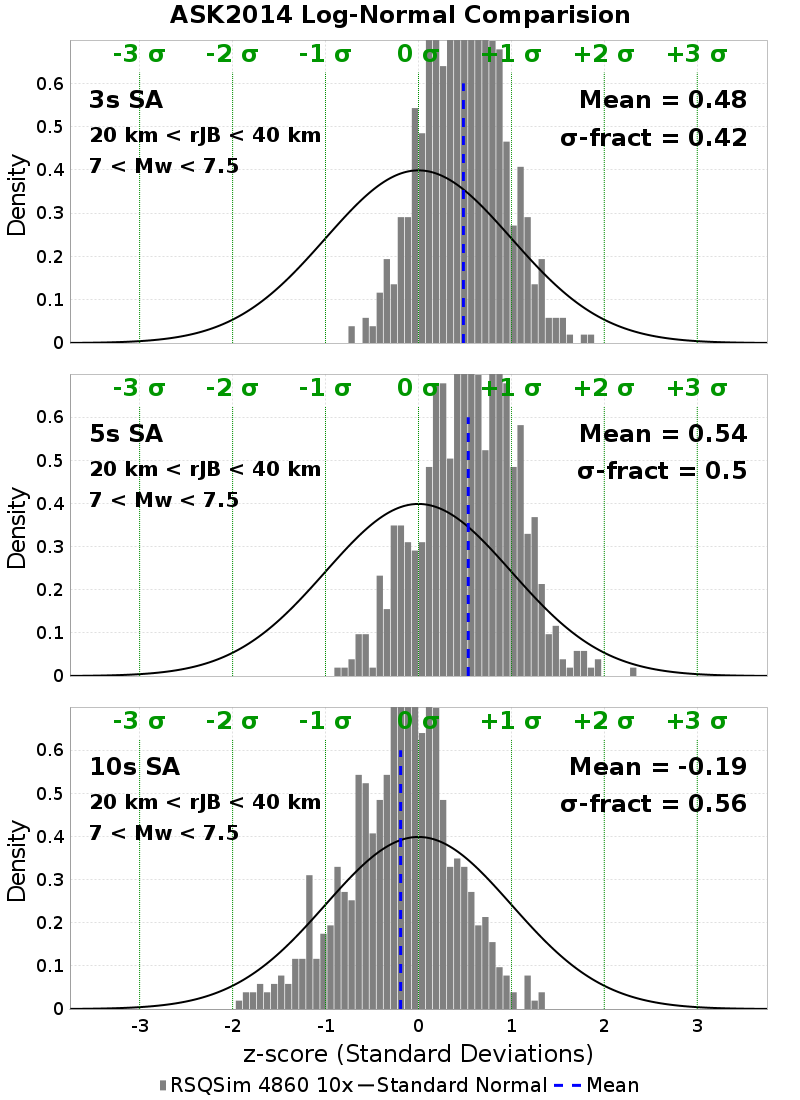 ASK2014 Log-Normal Comparision
-3 σ -2 σ -1 σ 0 σ +1 σ +2 σ +3 σ
3s SA
20 km < rJB < 40 km
7 < Mw < 7.5
Mean = 0.48
σ-fract = 0.42
Density
0.6
0.5
0.4
0.3
0.2
0.1
0
-3 σ -2 σ -1 σ 0 σ +1 σ +2 σ +3 σ
5s SA
20 km < rJB < 40 km
7 < Mw < 7.5
Mean = 0.54
σ-fract = 0.5
Density
0.6
0.5
0.4
0.3
0.2
0.1
0
-3 σ -2 σ -1 σ 0 σ +1 σ +2 σ +3 σ
10s SA
20 km < rJB < 40 km
7 < Mw < 7.5
Mean = -0.19
σ-fract = 0.56
Density
0.6
0.5
0.4
0.3
0.2
0.1
0
-3 -2 -1 0 1 2 3
z-score (Standard Deviations)
RSQSim 4860 10x Standard Normal Mean